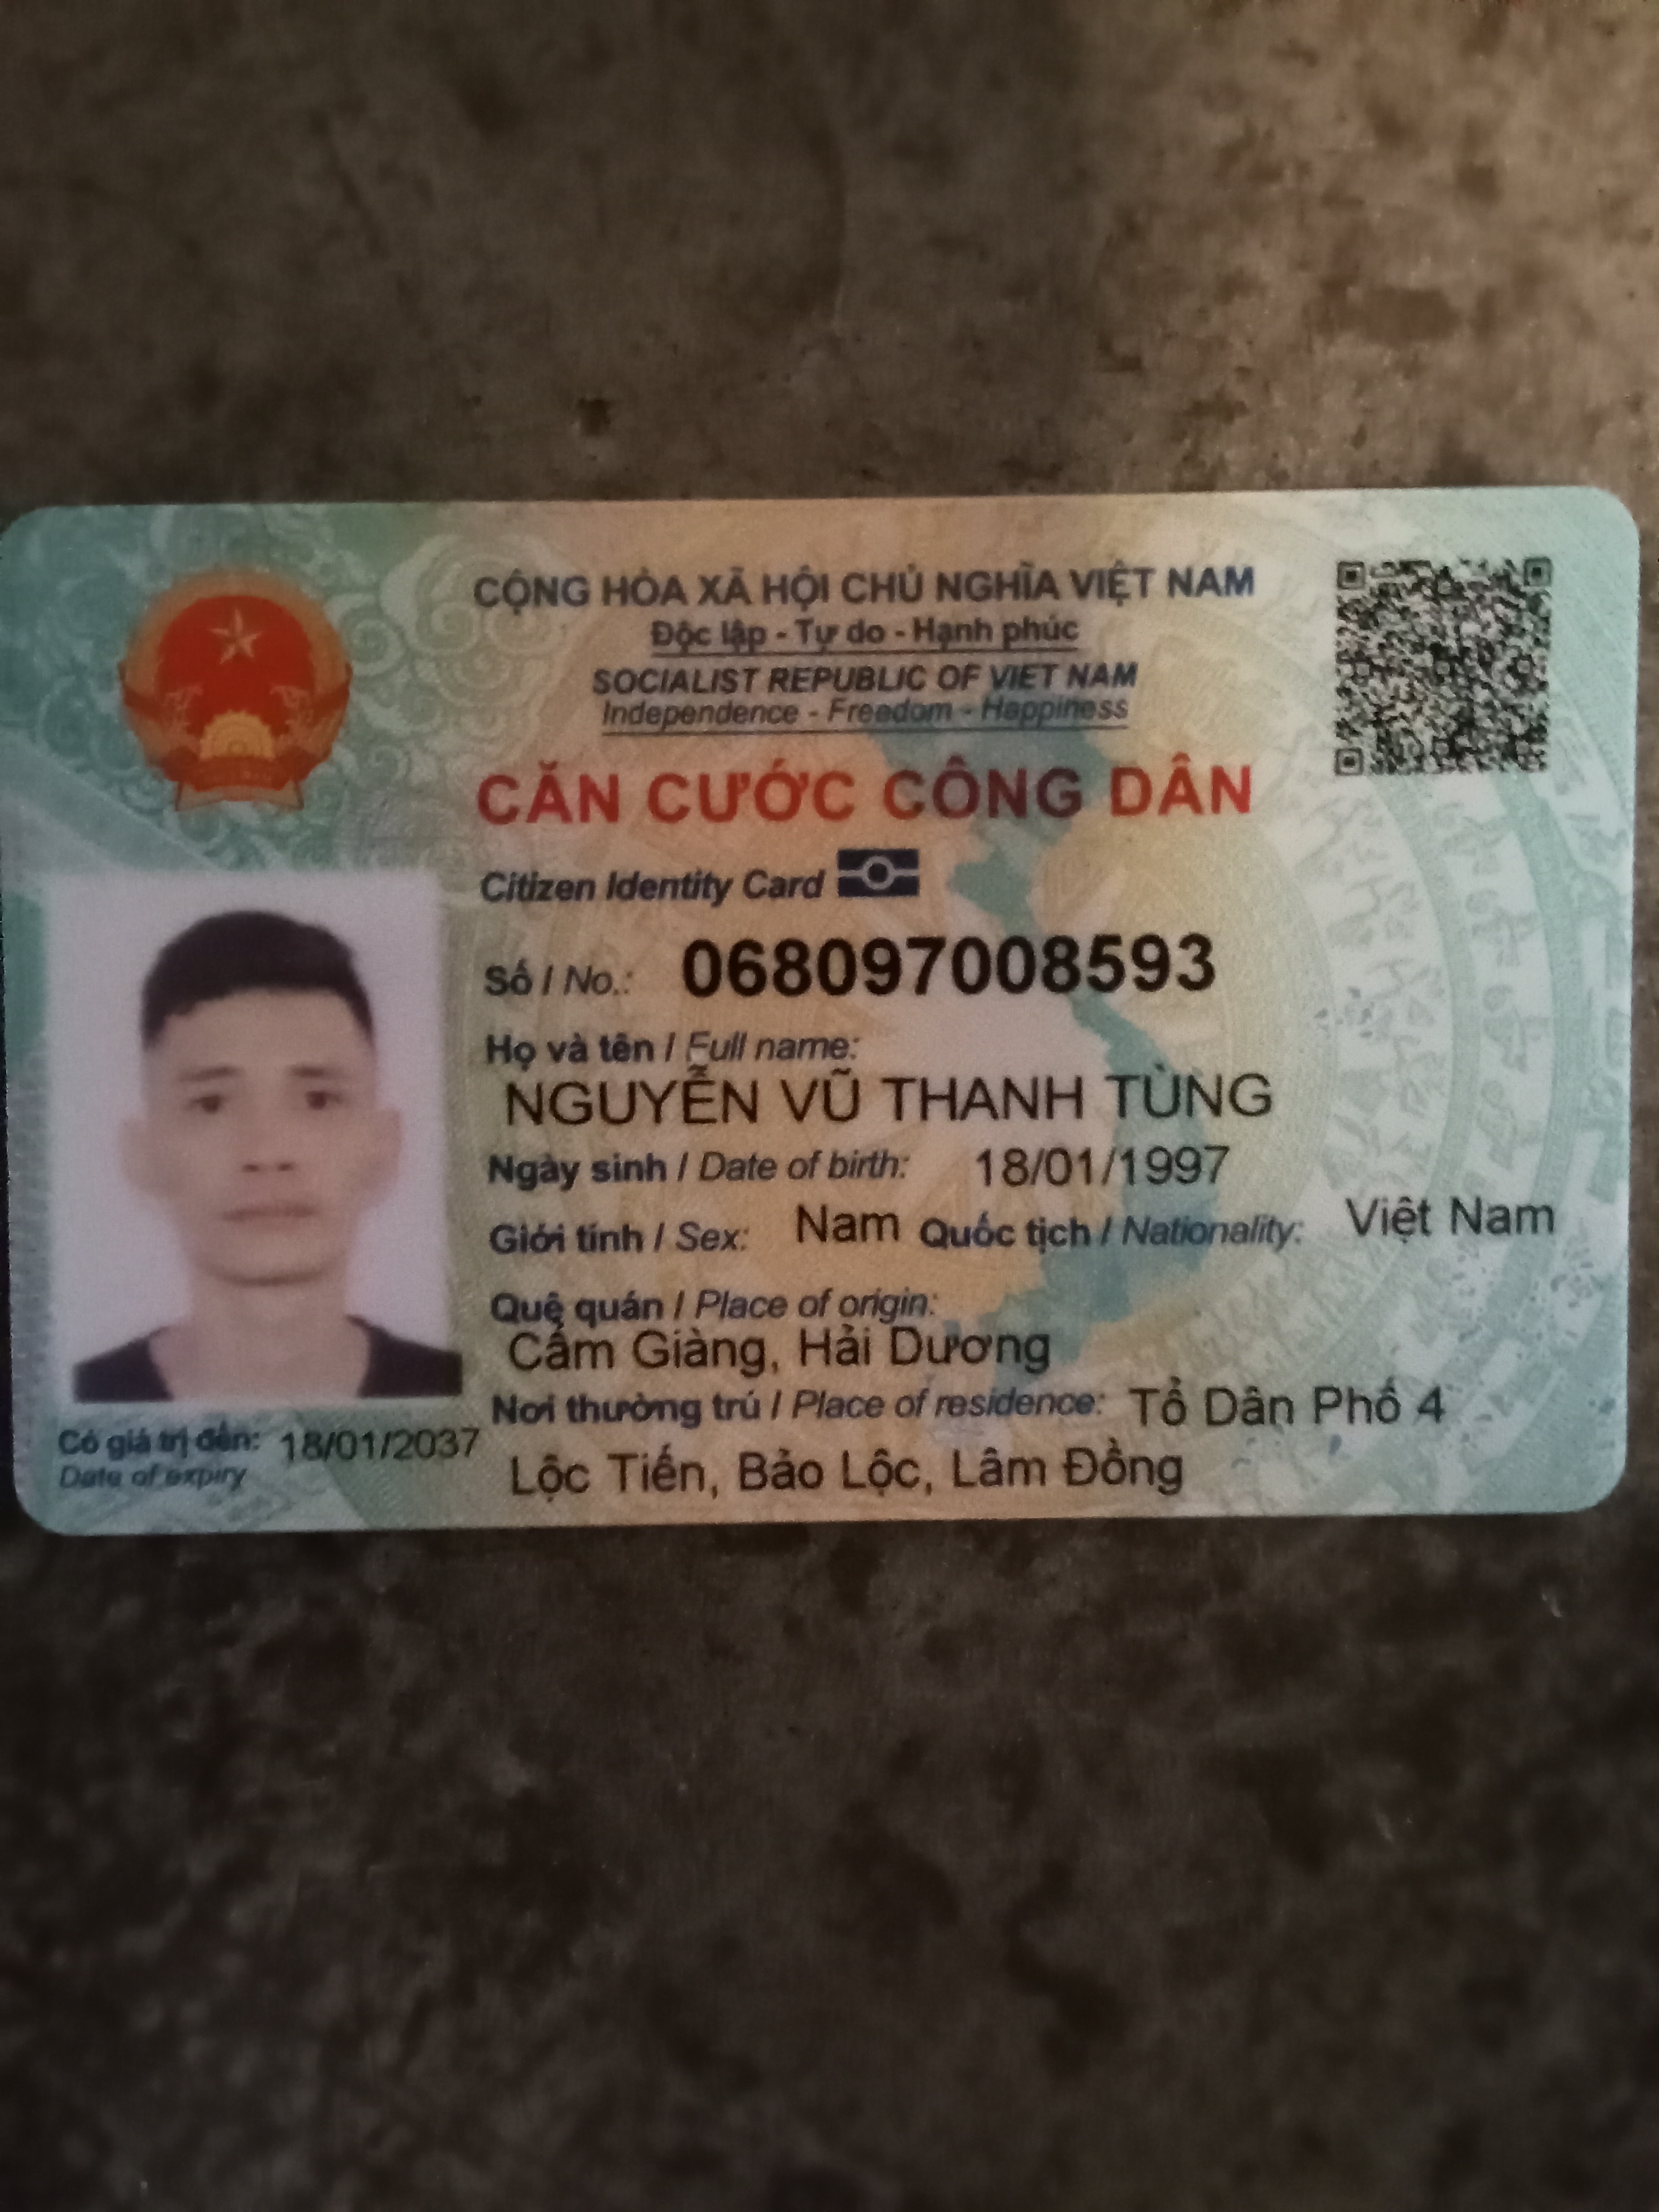 CỘNG HÒA XÃ HỘI CHỦ NGHĨA VIỆT NAM
Độc lập - Tự do - Hạnh phúc
SOCIALIST REPUBLIC OF VIET NAM
Independence - Freedom - Happiness
CĂN CƯỚC CÔNG DÂN
Citizen Identity Card
Số / No.: 068097008593
Họ và tên / Full name:
NGUYỄN VŨ THANH TÙNG
Ngày sinh / Date of birth: 18/01/1997
Giới tính / Sex: Nam Quốc tịch / Nationality: Việt Nam
Quê quán / Place of origin:
Cẩm Giàng, Hải Dương
Nơi thường trú / Place of residence: Tổ Dân Phố 4
Lộc Tiến, Bảo Lộc, Lâm Đồng
Có giá trị đến: 18/01/2037
Date of expiry